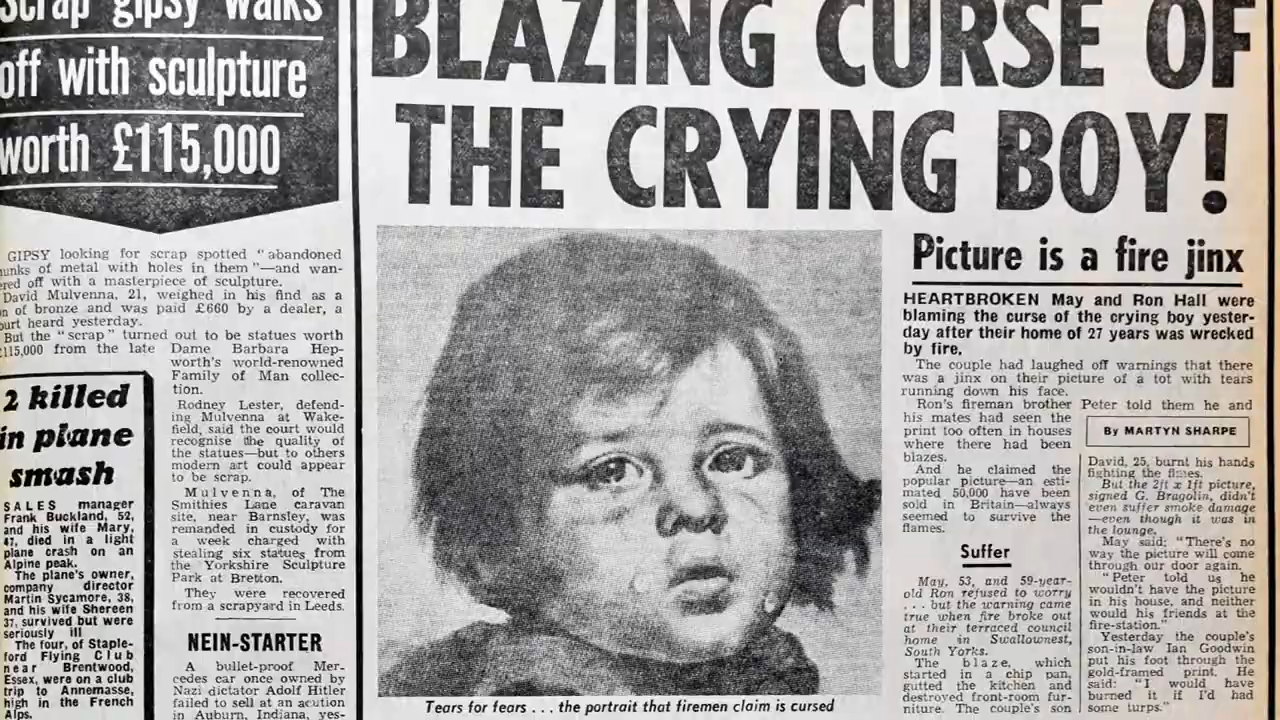 Scrap gipsy walks
off with sculpture
worth £115,000
GIPSY looking for scrap spotted "abandoned
of metal with holes in them"—and wan-
off with a masterpiece of sculpture.
David Mulvenna, 21, weighed in his find as a
of bronze and was paid £660 by a dealer, a
heard yesterday.
But the "scrap" turned out to be statues worth
£115,000 from the late Dame Barbara Hep-
worth's world-renowned
Family of Man collec-
tion.
Rodney Lester, defend-
ing Mulvenna at Wake-
field, said the court would
recognise the quality of
the statues—but to others
modern art could appear
to be scrap.
Mulvenna, of The
Smithies Lane caravan
site, near Barnsley, was
remanded in custody for
a week charged with
stealing six statues from
the Yorkshire Sculpture
Park at Bretton.
They were recovered
from a scrapyard in Leeds.
NEIN-STARTER
A bullet-proof Mer-
cedes car once owned by
Nazi dictator Adolf Hitler
failed to sell at an auction
in Auburn, Indiana, yes-
2 killed
in plane
smash
SALES manager
Frank Buckland, 52,
and his wife Mary,
47, died in a light
plane crash on an
Alpine peak.
The plane's owner,
company director
Martin Sycamore, 38,
and his wife Shereen
37, survived but were
seriously ill
The four, of Staple-
ford Flying Club
near Brentwood,
Essex, were on a club
trip to Annemasse,
high in the French
Alps.
BLAZING CURSE OF
THE CRYING BOY!
Tears for fears . . . the portrait that firemen claim is cursed
Picture is a fire jinx
HEARTBROKEN May and Ron Hall were
blaming the curse of the crying boy yester-
day after their home of 27 years was wrecked
by fire.
The couple had laughed off warnings that there
was a jinx on their picture of a tot with tears
running down his face.
Ron's fireman brother Peter told them he and
his mates had seen the
print too often in houses
where there had been
blazes.
And he claimed the
popular picture—an esti-
mated 50,000 have been
sold in Britain—always
seemed to survive the
flames.
Suffer
May, 53, and 59-year-
old Ron refused to worry
. . . but the warning came
true when fire broke out
at their terraced council
home in Swallownest,
South Yorks.
The blaze, which
started in a chip pan,
gutted the kitchen and
destroyed front-room fur-
niture. The couple's son
By MARTYN SHARPE
David, 25, burnt his hands
fighting the flames.
But the 2ft x 1ft picture,
signed G. Bragolin, didn't
even suffer smoke damage
—even though it was in
the lounge.
May said: "There's no
way the picture will come
through our door again.
"Peter told us he
wouldn't have the picture
in his house, and neither
would his friends at the
fire-station."
Yesterday the couple's
son-in-law Ian Goodwin
put his foot through the
gold-framed print. He
said: "I would have
burned it if I'd had
some turps."